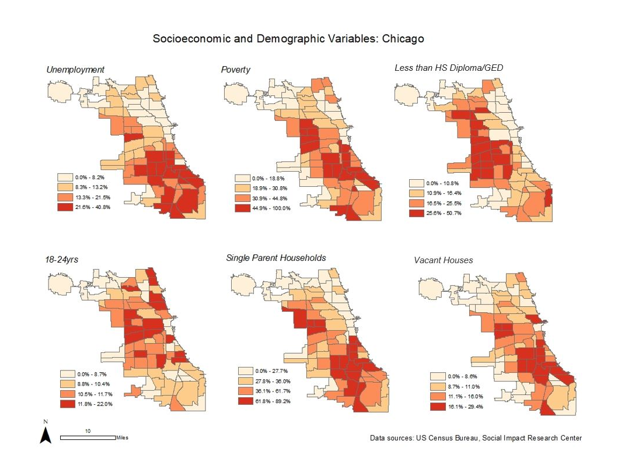 Socioeconomic and Demographic Variables: Chicago
Unemployment
Poverty
Less than HS Diploma/GED
0.0% - 8.2%
8.3% - 13.2%
13.3% - 21.5%
21.6% - 40.8%
0.0% - 18.8%
18.9% - 30.8%
30.9% - 44.8%
44.9% - 100.0%
0.0% - 10.8%
10.9% - 16.4%
16.5% - 25.5%
25.6% - 50.7%
18-24yrs
Single Parent Households
Vacant Houses
0.0% - 8.7%
8.8% - 10.4%
10.5% - 11.7%
11.8% - 22.0%
0.0% - 27.7%
27.8% - 36.0%
36.1% - 61.7%
61.8% - 89.2%
0.0% - 8.6%
8.7% - 11.0%
11.1% - 16.0%
16.1% - 29.4%
N
10
Miles
Data sources: US Census Bureau, Social Impact Research Center